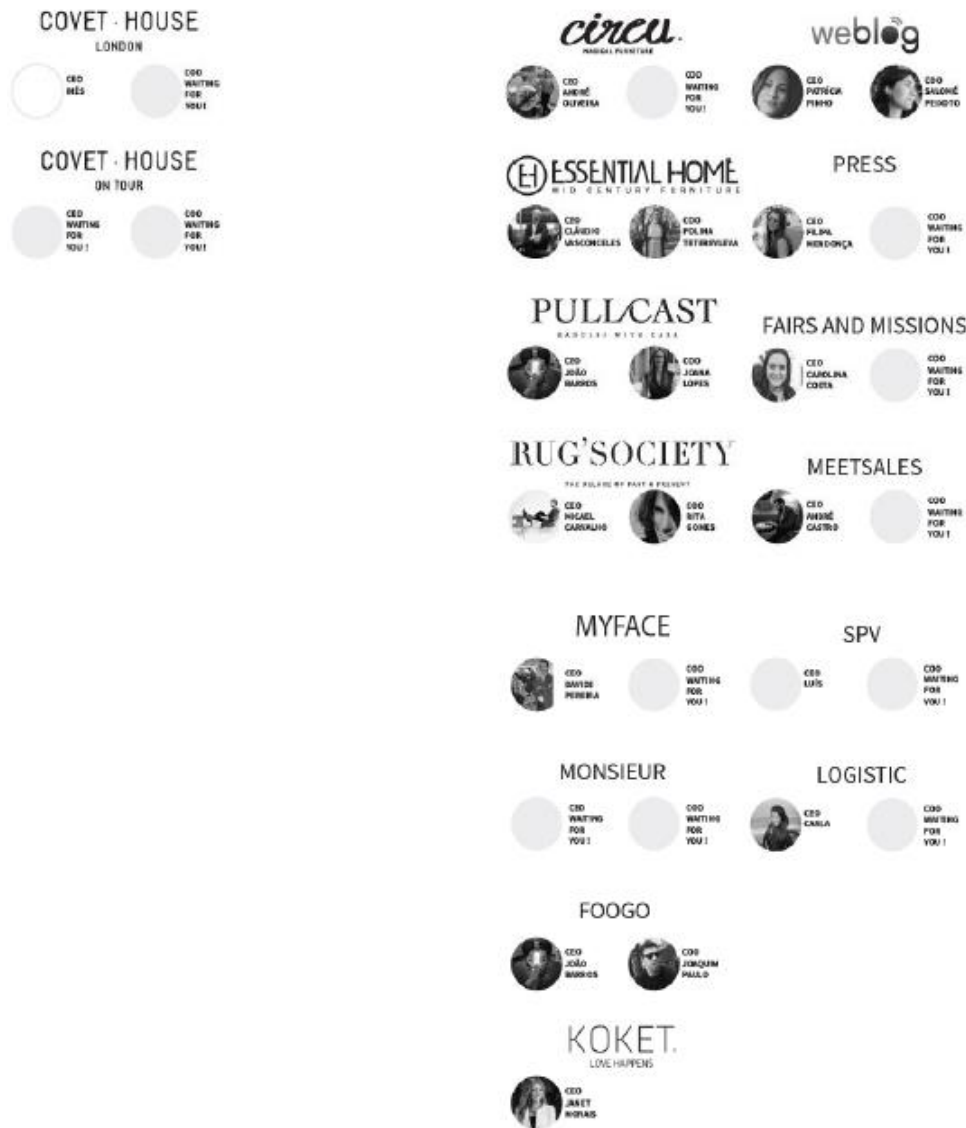 COVET · HOUSE
LONDON
CEO
INÊS
COO
WAITING
FOR
YOU!
COVET · HOUSE
ON TOUR
CEO
WAITING
FOR
YOU !
COO
WAITING
FOR
YOU!
circu.
MAGICAL FURNITURE
CEO
ANDRÉ
OLIVEIRA
COO
WAITING
FOR
YOU !
weblog
CEO
PATRÍCIA
PINHO
COO
SALOMÉ
PEIXOTO
EH ESSENTIAL HOME
MID CENTURY FURNITURE
CEO
CLÁUDIO
VASCONCELES
COO
POLINA
PRESS
CEO
FILIPA
MENDONÇA
COO
WAITING
FOR
YOU !
PULLCAST
CEO
JOÃO
BARROS
COO
JOANA
LOPES
FAIRS AND MISSIONS
CEO
CAROLINA
COSTA
COO
WAITING
FOR
YOU !
RUG'SOCIETY
CEO
MICAEL
CARVALHO
COO
RITA
GOMES
MEETSALES
CEO
ANDRÉ
CASTRO
COO
WAITING
FOR
YOU !
MYFACE
CEO
DAVIDE
PEREIRA
COO
WAITING
FOR
YOU !
SPV
CEO
LUÍS
COO
WAITING
FOR
YOU !
MONSIEUR
CEO
WAITING
FOR
YOU !
COO
WAITING
FOR
YOU !
LOGISTIC
CEO
CARLA
COO
WAITING
FOR
YOU !
FOOGO
CEO
JOÃO
BARROS
COO
JOAQUIM
PAULO
KOKET.
LOVE HAPPENS
CEO
JANET
MORAIS